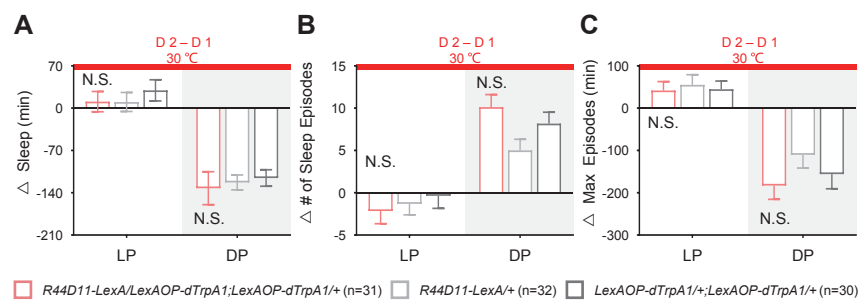 A
D 2 – D 1
30 ℃
△ Sleep (min)
70
0
-70
-140
-210
N.S.
N.S.
LP
DP
B
D 2 – D 1
30 ℃
△ # of Sleep Episodes
15
10
5
0
-5
N.S.
N.S.
LP
DP
C
D 2 – D 1
30 ℃
△ Max Episodes (min)
100
0
-100
-200
-300
N.S.
N.S.
LP
DP
R44D11-LexA/LexAOP-dTrpA1;LexAOP-dTrpA1/+ (n=31)
R44D11-LexA/+ (n=32)
LexAOP-dTrpA1/+;LexAOP-dTrpA1/+ (n=30)